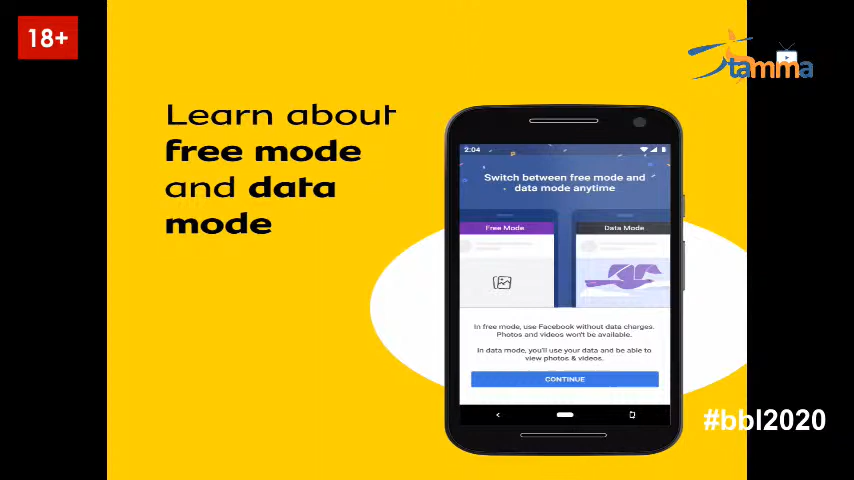 18+
tamma
Learn about
free mode
and data
mode
2:04
Switch between free mode and
data mode anytime
Free Mode
Data Mode
In free mode, use Facebook without data charges.
Photos and videos won't be available.
In data mode, you'll use your data and be able to
view photos & videos.
CONTINUE
#bbl2020